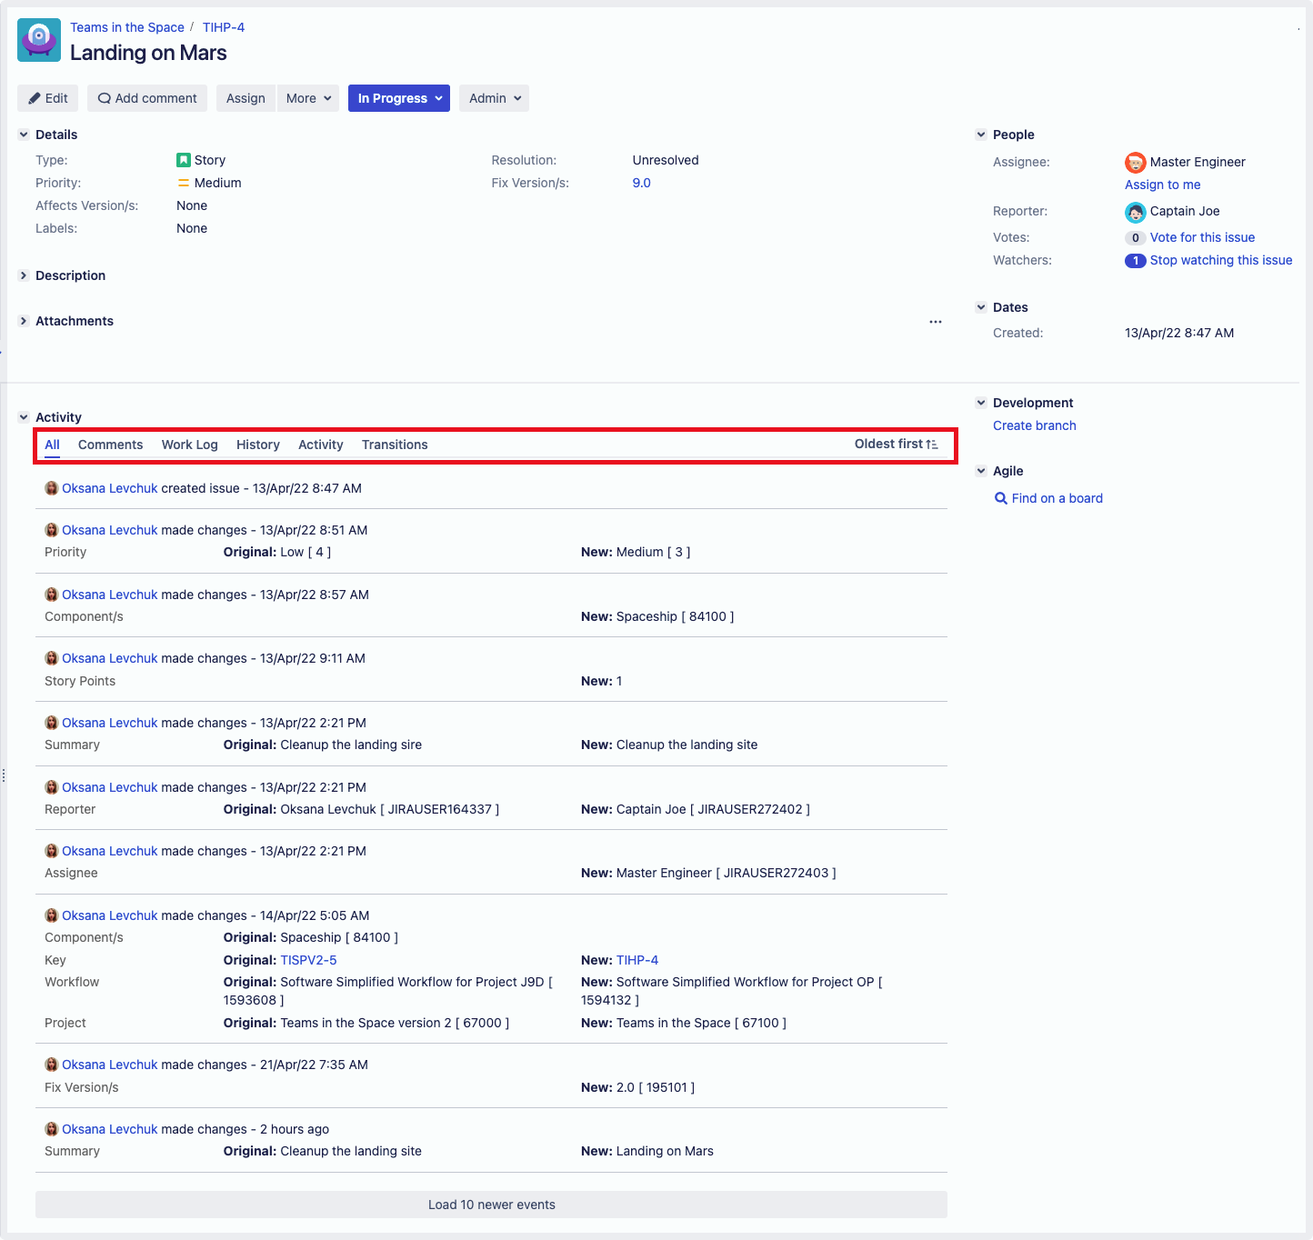 Teams in the Space / TIHP-4
Landing on Mars
Edit Add comment Assign More In Progress Admin
Details
Type: Story Resolution: Unresolved
Priority: Medium Fix Version/s: 9.0
Affects Version/s: None
Labels: None
Description
Attachments ...
People
Assignee: Master Engineer
Assign to me
Reporter: Captain Joe
Votes: 0 Vote for this issue
Watchers: 1 Stop watching this issue
Dates
Created: 13/Apr/22 8:47 AM
Development
Create branch
Agile
Find on a board
Activity
All Comments Work Log History Activity Transitions Oldest first
Oksana Levchuk created issue - 13/Apr/22 8:47 AM
Oksana Levchuk made changes - 13/Apr/22 8:51 AM
Priority Original: Low [ 4 ] New: Medium [ 3 ]
Oksana Levchuk made changes - 13/Apr/22 8:57 AM
Component/s New: Spaceship [ 84100 ]
Oksana Levchuk made changes - 13/Apr/22 9:11 AM
Story Points New: 1
Oksana Levchuk made changes - 13/Apr/22 2:21 PM
Summary Original: Cleanup the landing sire New: Cleanup the landing site
Oksana Levchuk made changes - 13/Apr/22 2:21 PM
Reporter Original: Oksana Levchuk [ JIRAUSER164337 ] New: Captain Joe [ JIRAUSER272402 ]
Oksana Levchuk made changes - 13/Apr/22 2:21 PM
Assignee New: Master Engineer [ JIRAUSER272403 ]
Oksana Levchuk made changes - 14/Apr/22 5:05 AM
Component/s Original: Spaceship [ 84100 ]
Key Original: TISPV2-5 New: TIHP-4
Workflow Original: Software Simplified Workflow for Project J9D [ New: Software Simplified Workflow for Project OP [
1593608 ] 1594132 ]
Project Original: Teams in the Space version 2 [ 67000 ] New: Teams in the Space [ 67100 ]
Oksana Levchuk made changes - 21/Apr/22 7:35 AM
Fix Version/s New: 2.0 [ 195101 ]
Oksana Levchuk made changes - 2 hours ago
Summary Original: Cleanup the landing site New: Landing on Mars
Load 10 newer events